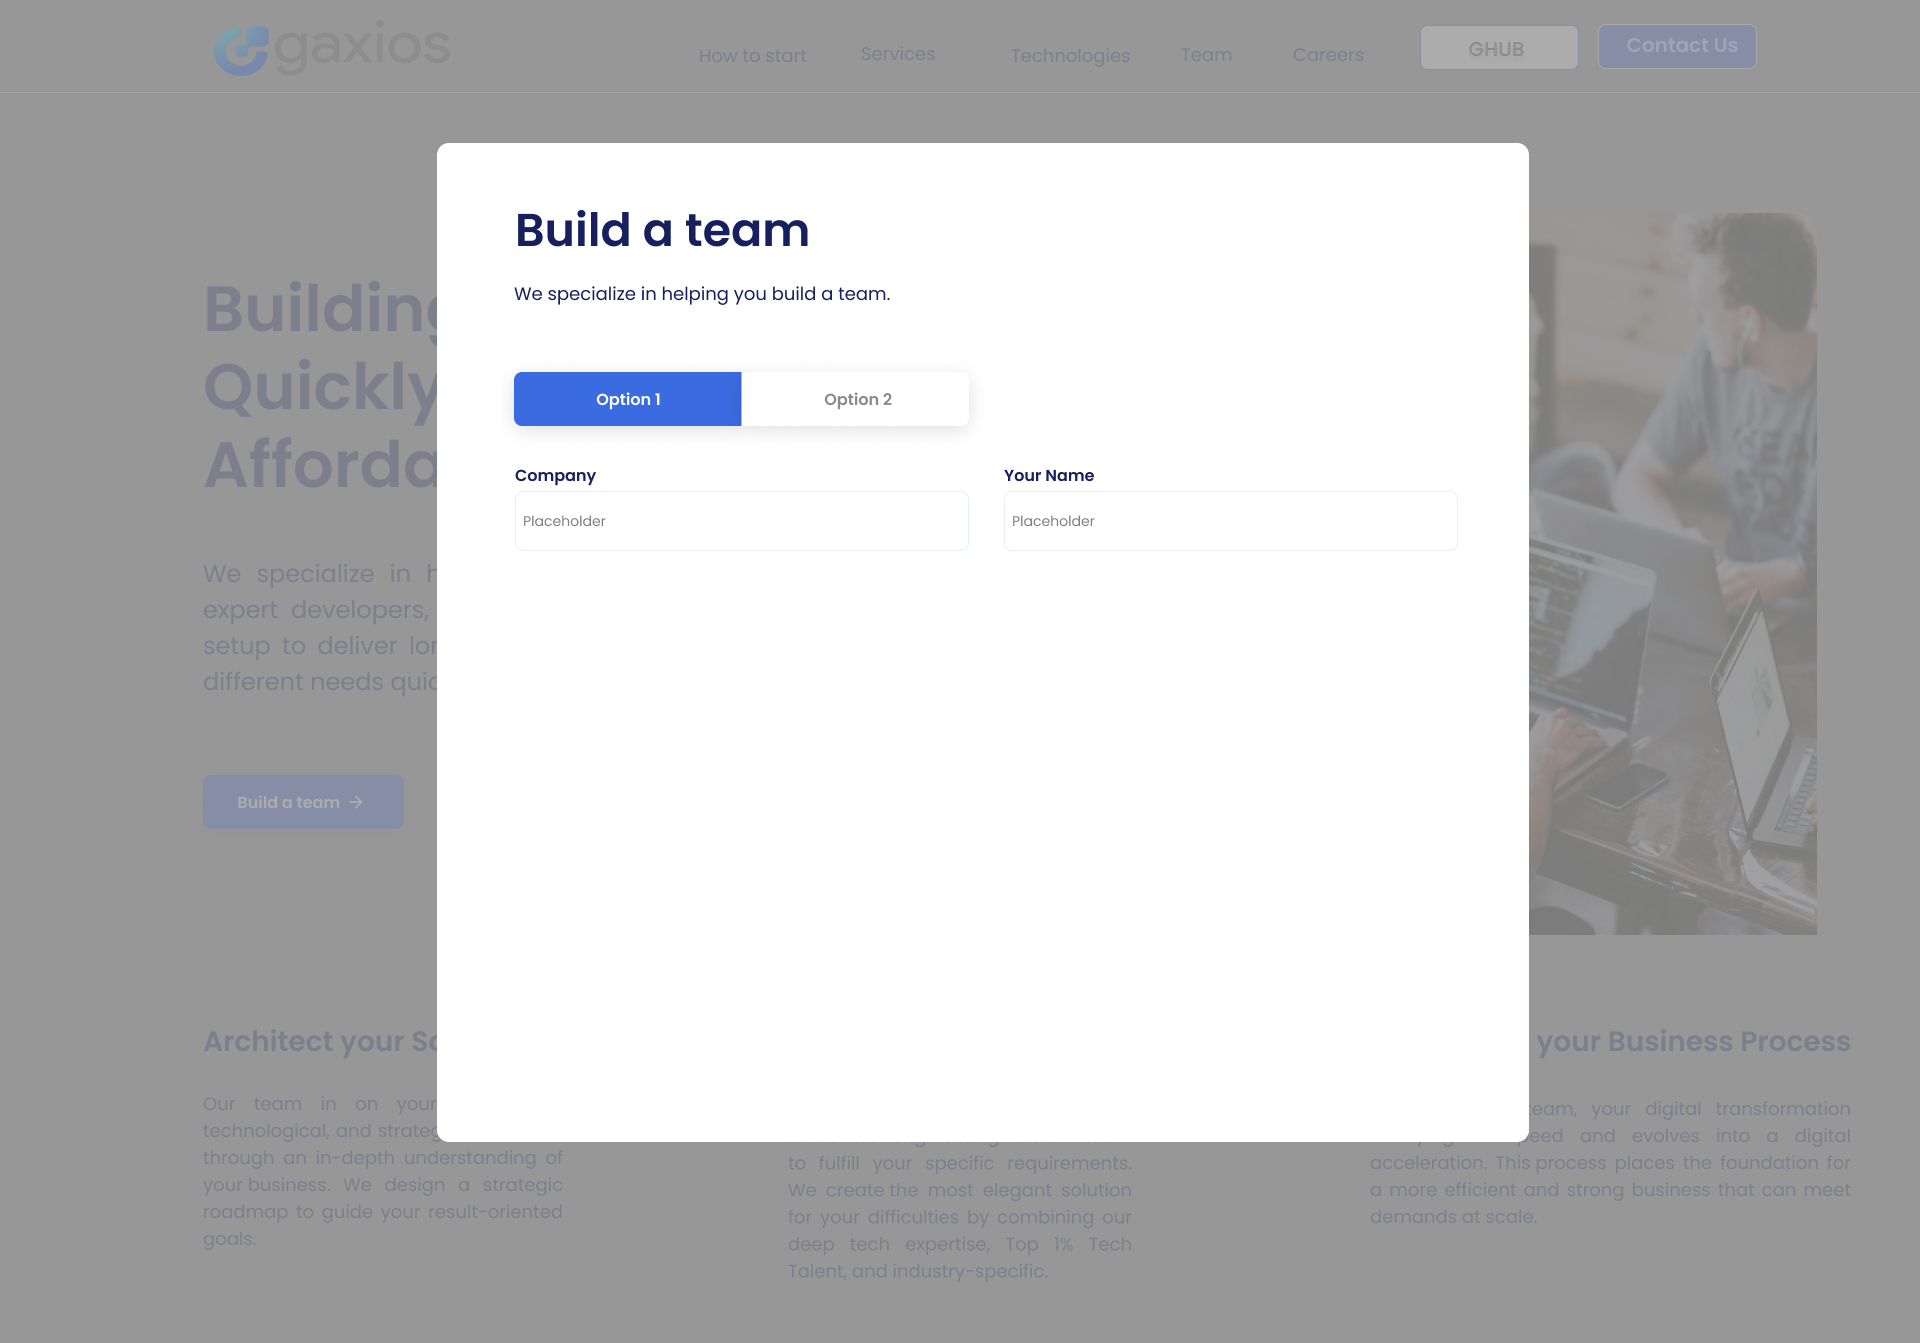 gaxios
How to start
Services
Technologies
Team
Careers
GHUB
Contact Us
Build a team
We specialize in helping you build a team.
Option 1
Option 2
Company
Your Name
Placeholder
Placeholder
Building
Quickly
Afforda
We specialize in h
expert developers,
setup to deliver lon
different needs quic
Build a team →
Architect your So
Our team in on your
technological, and strateg
through an in-depth understanding of
your business. We design a strategic
roadmap to guide your result-oriented
goals.
to fulfill your specific requirements.
We create the most elegant solution
for your difficulties by combining our
deep tech expertise, Top 1% Tech
Talent, and industry-specific.
your Business Process
team, your digital transformation
and evolves into a digital
acceleration. This process places the foundation for
a more efficient and strong business that can meet
demands at scale.